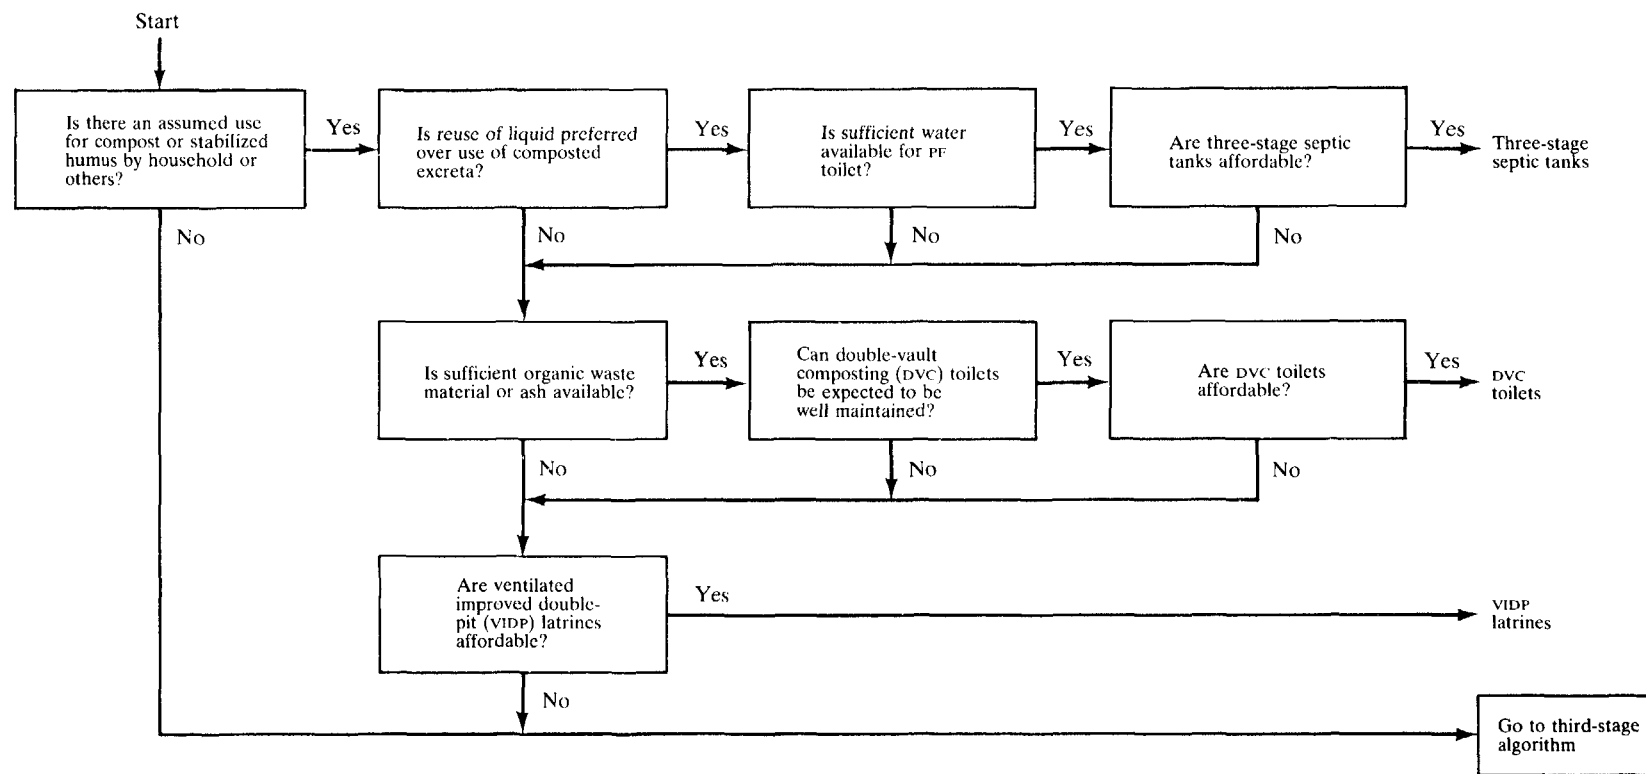 Start
Is there an assumed use
for compost or stabilized
humus by household or
others?
Yes
Is reuse of liquid preferred
over use of composted
excreta?
Yes
Is sufficient water
available for PF
toilet?
Yes
Are three-stage septic
tanks affordable?
Yes
Three-stage
septic tanks
No
No
No
No
Is sufficient organic waste
material or ash available?
Yes
Can double-vault
composting (DVC) toilets
be expected to be
well maintained?
Yes
Are DVC toilets
affordable?
Yes
DVC
toilets
No
No
No
Are ventilated
improved double-
pit (VIDP) latrines
affordable?
Yes
VIDP
latrines
No
Go to third-stage
algorithm